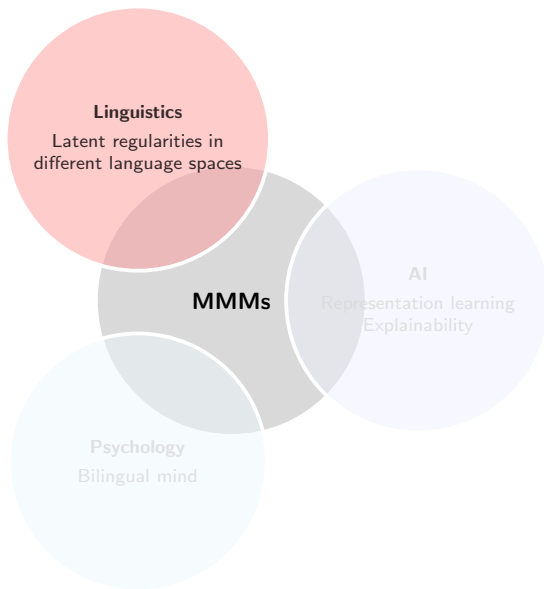 Linguistics
Latent regularities in
different language spaces
MMMs
AI
Representation learning
Explainability
Psychology
Bilingual mind